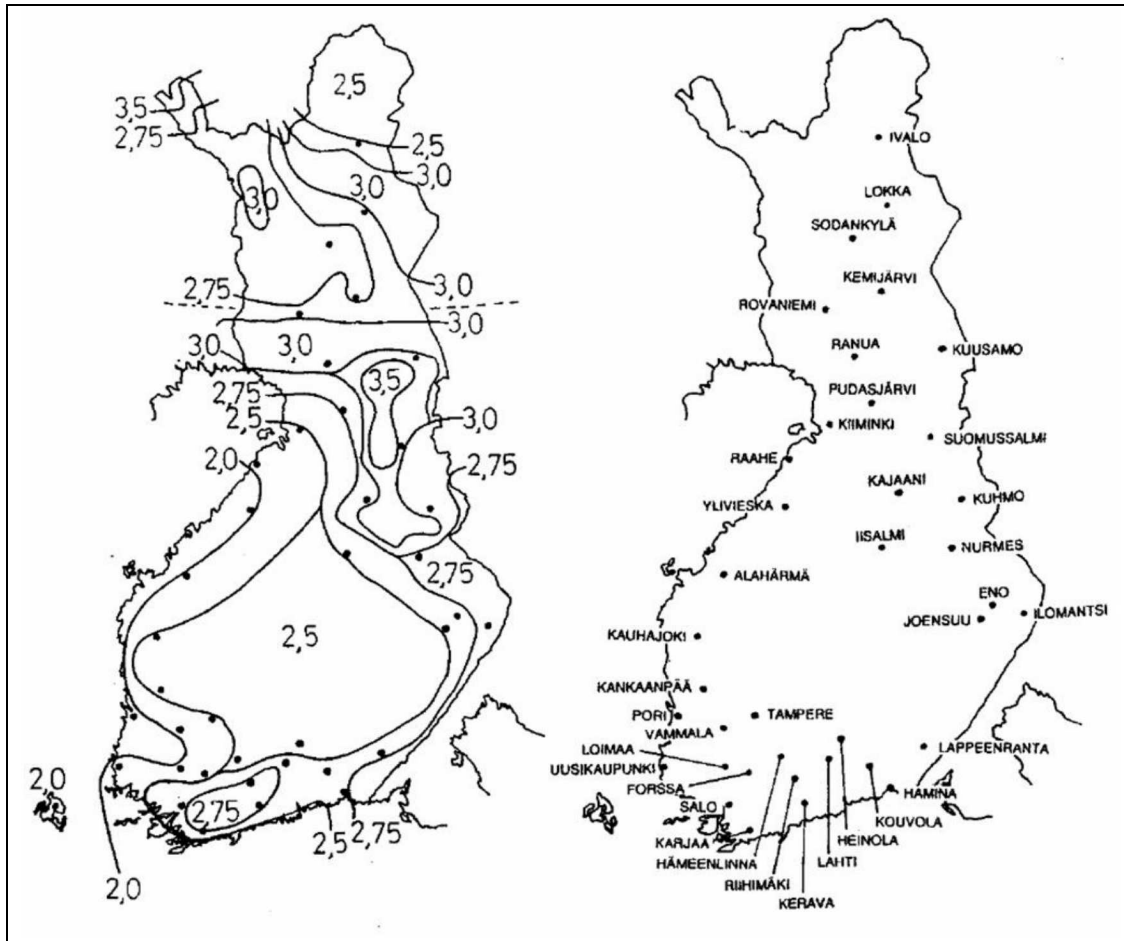 2,5
3,5
2,75
2,5
3,0
3,0
3,0
2,75
3,0
3,0
3,0
3,0
2,75
3,5
2,5
3,0
2,0
2,75
2,75
2,5
2,0
2,75
2,5
2,75
2,0
IVALO
LOKKA
SODANKYLÄ
KEMIJÄRVI
ROVANIEMI
RANUA
KUUSAMO
PUDASJÄRVI
KIIMINKI
SUOMUSSALMI
RAAHE
KAJAANI
YLIVIESKA
KUHMO
IISALMI
NURMES
ALAHÄRMÄ
ENO
JOENSUU
ILOMANTSI
KAUHAJOKI
KANKAANPÄÄ
PORI
TAMPERE
VAMMALA
LOIMAA
LAPPEENRANTA
UUSIKAUPUNKI
FORSSA
HAMINA
SALO
KOUVOLA
KARJAA
HEINOLA
HÄMEENLINNA
LAHTI
RIIHIMÄKI
KERAVA